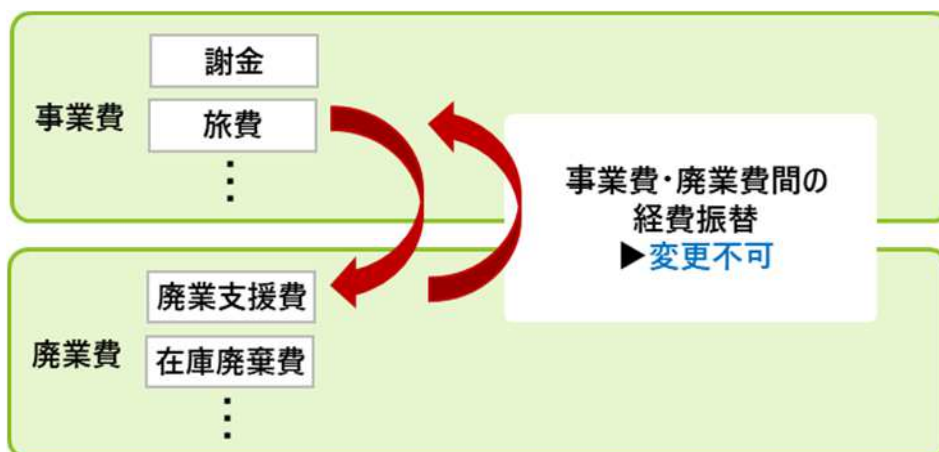 事業費
謝金
旅費
⋮
事業費・廃業費間の
経費振替
▶変更不可
廃業費
廃業支援費
在庫廃棄費
⋮